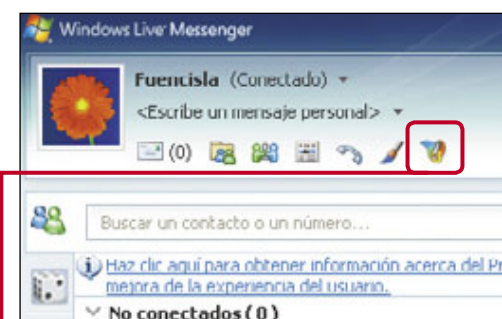 Windows Live Messenger
Fuencisla (Conectado)
<Escribe un mensaje personal>
(0)
Buscar un contacto o un número...
Haz clic aquí para obtener información acerca del Pr
mejora de la experiencia del usuario.
No conectados ( 0 )